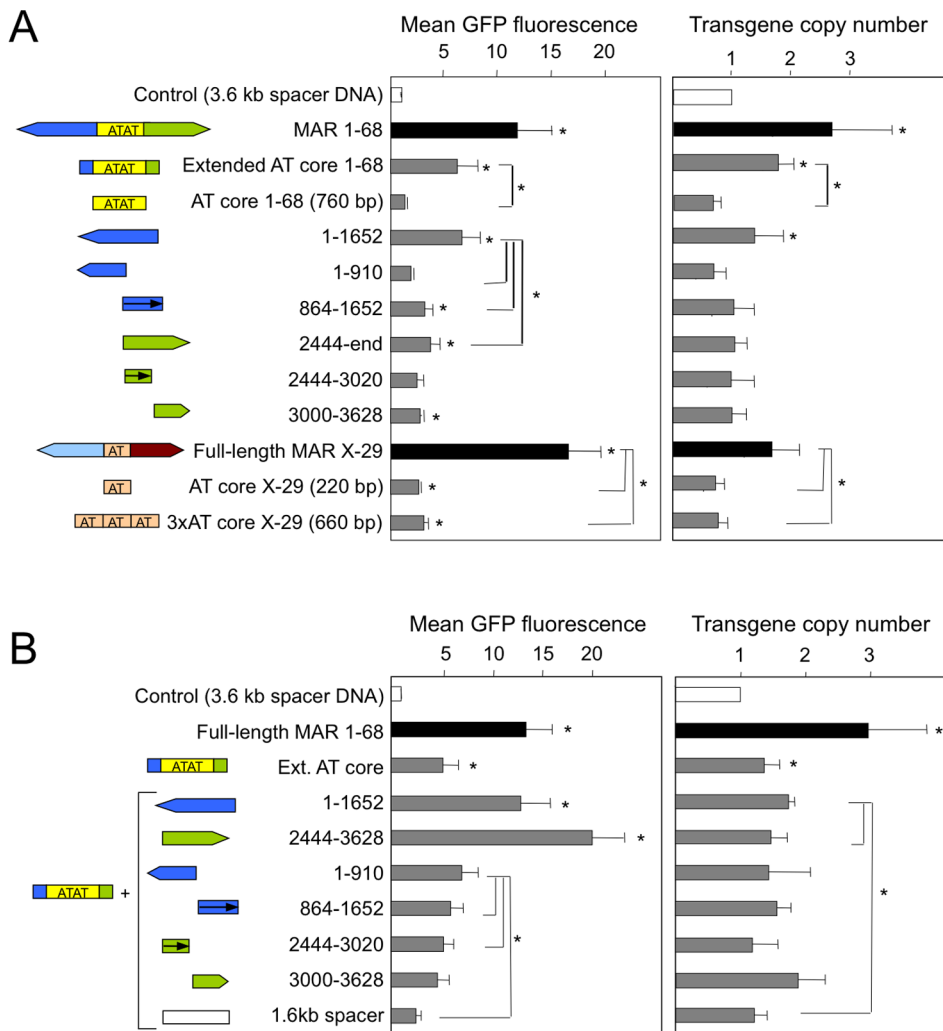 A
Mean GFP fluorescence
Transgene copy number
5 10 15 20
1 2 3
Control (3.6 kb spacer DNA)
ATAT MAR 1-68 *
*
ATAT Extended AT core 1-68 * *
* *
ATAT AT core 1-68 (760 bp)
1-1652 * *
1-910
*
864-1652 *
2444-end *
2444-3020
3000-3628 *
AT Full-length MAR X-29 *
AT AT core X-29 (220 bp) * * *
AT AT AT 3xAT core X-29 (660 bp) *
B
Mean GFP fluorescence
Transgene copy number
5 10 15 20
1 2 3
Control (3.6 kb spacer DNA)
Full-length MAR 1-68 * *
ATAT Ext. AT core * *
1-1652 *
2444-3628 *
ATAT + 1-910
*
864-1652
2444-3020 *
3000-3628
1.6kb spacer